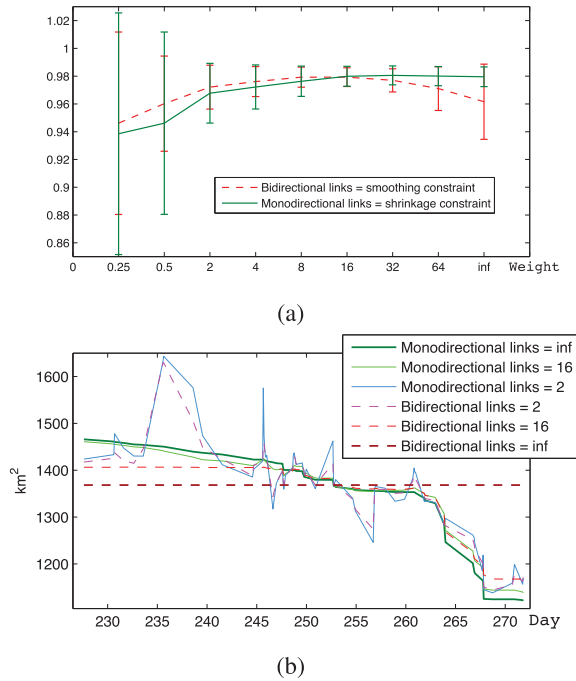 1.02
1
0.98
0.96
0.94
0.92
0.9
0.88
0.86
Bidirectional links = smoothing constraint
Monodirectional links = shrinkage constraint
0 0.25 0.5 2 4 8 16 32 64 inf Weight
(a)
Monodirectional links = inf
Monodirectional links = 16
Monodirectional links = 2
Bidirectional links = 2
Bidirectional links = 16
Bidirectional links = inf
1600
1500
1400
1300
1200
km²
230 235 240 245 250 255 260 265 270 Day
(b)